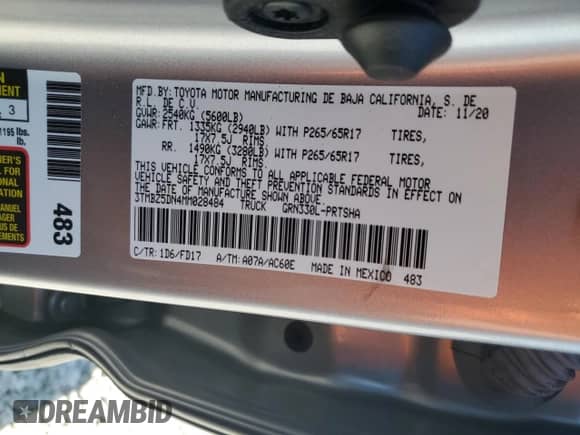 MFD.BY:TOYOTA MOTOR MANUFACTURING DE BAJA CALIFORNIA, S. DE
R.L. DE C.V. DATE: 11/20
GVWR: 2540KG (5600LB)
GAWR: FRT. 1335KG (2940LB) WITH P265/65R17 TIRES,
17X7.5J RIMS
RR. 1490KG (3280LB) WITH P265/65R17 TIRES,
17X7.5J RIMS
THIS VEHICLE CONFORMS TO ALL APPLICABLE FEDERAL MOTOR
VEHICLE SAFETY AND THEFT PREVENTION STANDARDS IN EFFECT ON
THE DATE OF MANUFACTURE SHOWN ABOVE.
3TMBZ5DN4MM028484 TRUCK GRN330L-PRTSHA
C/TR: 1D6/FD17 A/TM: A07A/AC60E MADE IN MEXICO 483
3
1195 lbs.
lb.
483
DREAMBID